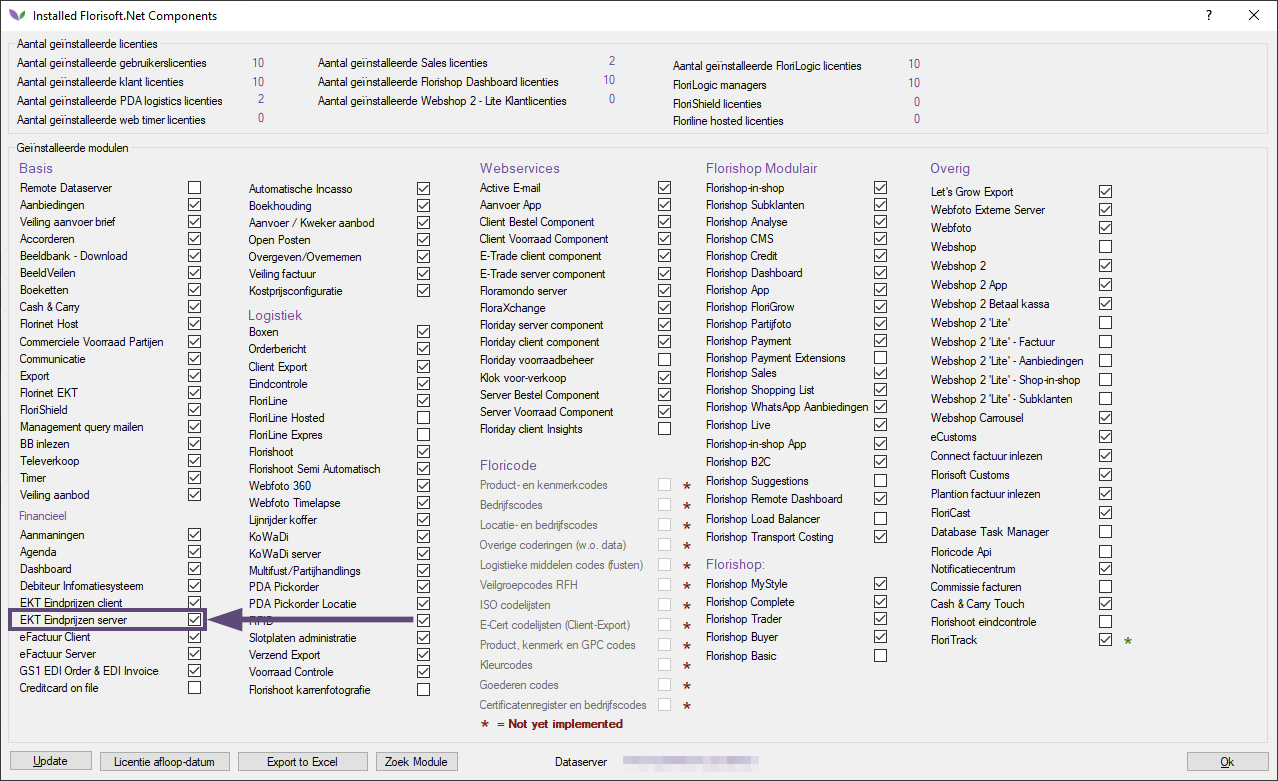 Installed Florisoft.Net Components
?
Aantal geïnstalleerde licenties
Aantal geïnstalleerde gebruikerslicenties 10
Aantal geïnstalleerde klant licenties 10
Aantal geïnstalleerde PDA logistics licenties 2
Aantal geïnstalleerde web timer licenties 0
Aantal geïnstalleerde Sales licenties 2
Aantal geïnstalleerde Florishop Dashboard licenties 10
Aantal geïnstalleerde Webshop 2 - Lite Klantlicenties 0
Aantal geïnstalleerde FloriLogic licenties 10
FloriLogic managers 10
FloriShield licenties 0
Floriline hosted licenties 0
Geïnstalleerde modulen
Basis
Remote Dataserver
Aanbiedingen
Veiling aanvoer brief
Accorderen
Beeldbank - Download
BeeldVeilen
Boeketten
Cash & Carry
Florinet Host
Commerciele Voorraad Partijen
Communicatie
Export
Florinet EKT
FloriShield
Management query mailen
BB inlezen
Televerkoop
Timer
Veiling aanbod
Financieel
Aanmaningen
Agenda
Dashboard
Debiteur Infomatiesysteem
EKT Eindprijzen client
EKT Eindprijzen server
eFactuur Client
eFactuur Server
GS1 EDI Order & EDI Invoice
Creditcard on file
Automatische Incasso
Boekhouding
Aanvoer / Kweker aanbod
Open Posten
Overgeven/Overnemen
Veiling factuur
Kostprijsconfiguratie
Logistiek
Boxen
Orderbericht
Client Export
Eindcontrole
FloriLine
FloriLine Hosted
FloriLine Expres
Florishoot
Florishoot Semi Automatisch
Webfoto 360
Webfoto Timelapse
Lijnrijder koffer
KoWaDi
KoWaDi server
Multifust/Partijhandlings
PDA Pickorder
PDA Pickorder Locatie
RFID
Slotplaten administratie
Verzend Export
Voorraad Controle
Florishoot karrenfotografie
Webservices
Active E-mail
Aanvoer App
Client Bestel Component
Client Voorraad Component
E-Trade client component
E-Trade server component
Floramondo server
FloraXchange
Floriday server component
Floriday client component
Floriday voorraadbeheer
Klok voor-verkoop
Server Bestel Component
Server Voorraad Component
Floriday client Insights
Floricode
Product- en kenmerkcodes *
Bedrijfscodes *
Locatie- en bedrijfscodes *
Overige coderingen (w.o. data) *
Logistieke middelen codes (fusten) *
Veilgroepcodes RFH *
ISO codelijsten *
E-Cert codelijsten (Client-Export) *
Product, kenmerk en GPC codes *
Kleurcodes *
Goederen codes *
Certificatenregister en bedrijfscodes *
* = Not yet implemented
Florishop Modulair
Florishop-in-shop
Florishop Subklanten
Florishop Analyse
Florishop CMS
Florishop Credit
Florishop Dashboard
Florishop App
Florishop FloriGrow
Florishop Partijfoto
Florishop Payment
Florishop Payment Extensions
Florishop Sales
Florishop Shopping List
Florishop WhatsApp Aanbiedingen
Florishop Live
Florishop-in-shop App
Florishop B2C
Florishop Suggestions
Florishop Remote Dashboard
Florishop Load Balancer
Florishop Transport Costing
Florishop:
Florishop MyStyle
Florishop Complete
Florishop Trader
Florishop Buyer
Florishop Basic
Overig
Let's Grow Export
Webfoto Externe Server
Webfoto
Webshop
Webshop 2
Webshop 2 App
Webshop 2 Betaal kassa
Webshop 2 'Lite'
Webshop 2 'Lite' - Factuur
Webshop 2 'Lite' - Aanbiedingen
Webshop 2 'Lite' - Shop-in-shop
Webshop 2 'Lite' - Subklanten
Webshop Carrousel
eCustoms
Connect factuur inlezen
Florisoft Customs
Plantion factuur inlezen
FloriCast
Database Task Manager
Floricode Api
Notificatiecentrum
Commissie facturen
Cash & Carry Touch
Florishoot eindcontrole
FloriTrack *
Update
Licentie afloop-datum
Export to Excel
Zoek Module
Dataserver
Ok